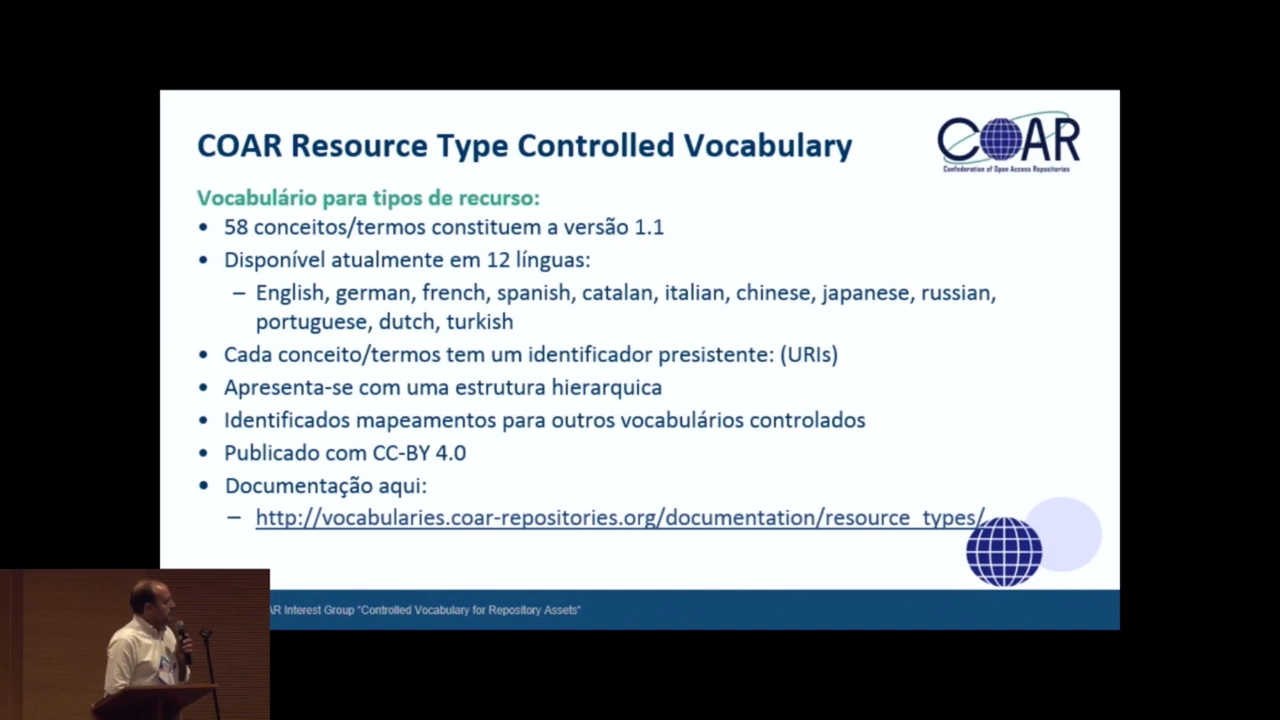 COAR Resource Type Controlled Vocabulary
COAR
Confederation of Open Access Repositories
Vocabulário para tipos de recurso:
• 58 conceitos/termos constituem a versão 1.1
• Disponível atualmente em 12 línguas:
– English, german, french, spanish, catalan, italian, chinese, japanese, russian,
portuguese, dutch, turkish
• Cada conceito/termos tem um identificador presistente: (URIs)
• Apresenta-se com uma estrutura hierarquica
• Identificados mapeamentos para outros vocabulários controlados
• Publicado com CC-BY 4.0
• Documentação aqui:
– http://vocabularies.coar-repositories.org/documentation/resource_types/
AR Interest Group "Controlled Vocabulary for Repository Assets"